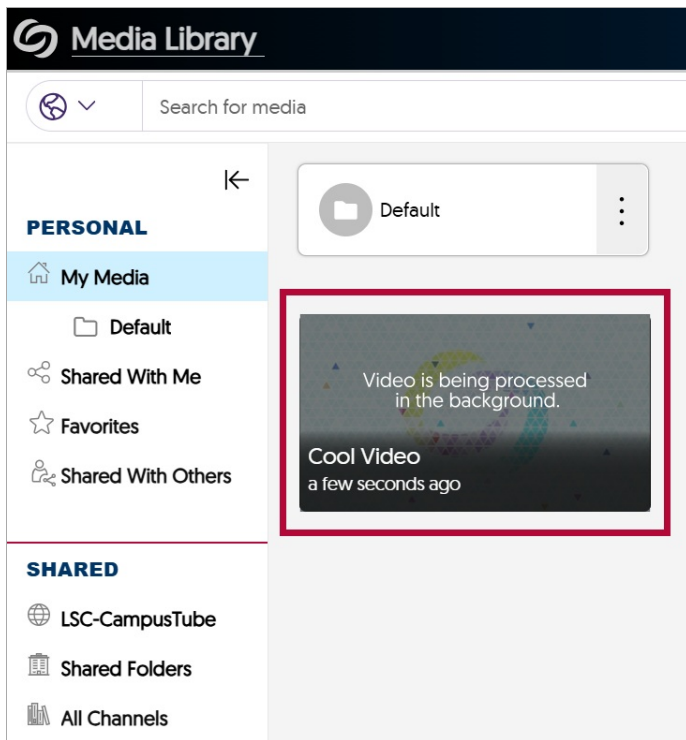 Media Library
Search for media
PERSONAL
My Media
Default
Shared With Me
Favorites
Shared With Others
SHARED
LSC-CampusTube
Shared Folders
All Channels
Default
Video is being processed
in the background.
Cool Video
a few seconds ago